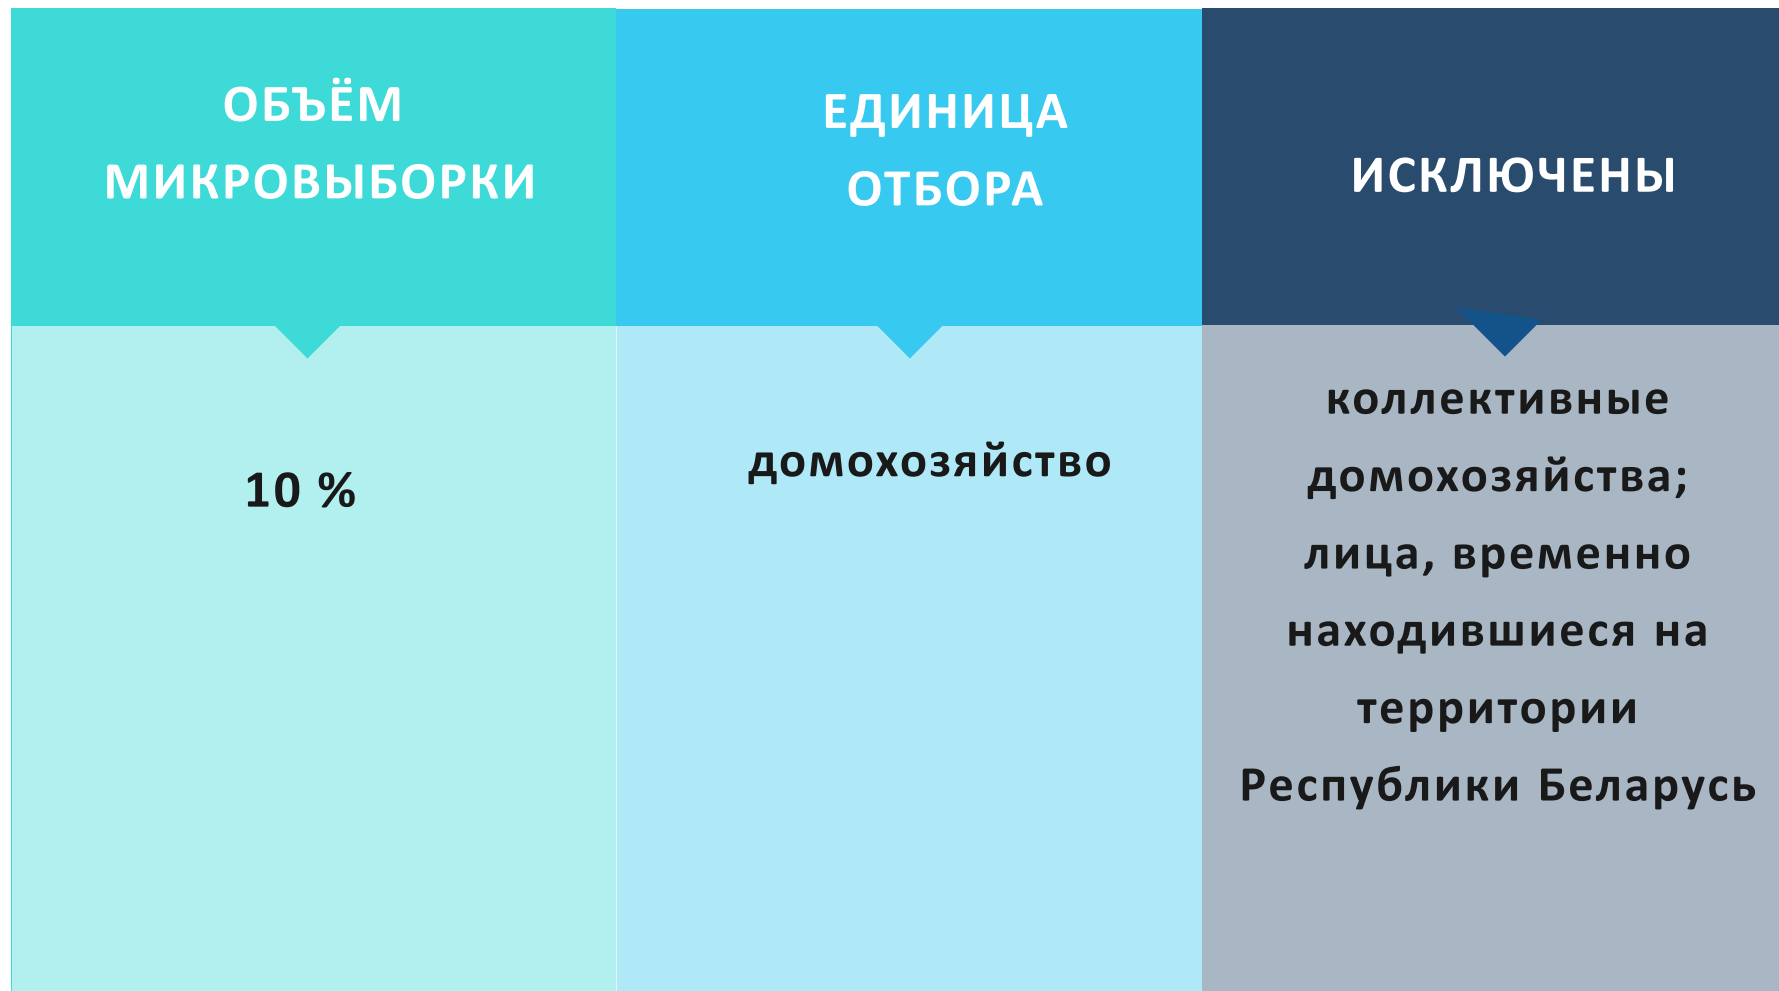 ОБЪЁМ
МИКРОВЫБОРКИ
10 %
ЕДИНИЦА
ОТБОРА
домохозяйство
ИСКЛЮЧЕНЫ
коллективные
домохозяйства;
лица, временно
находившиеся на
территории
Республики Беларусь